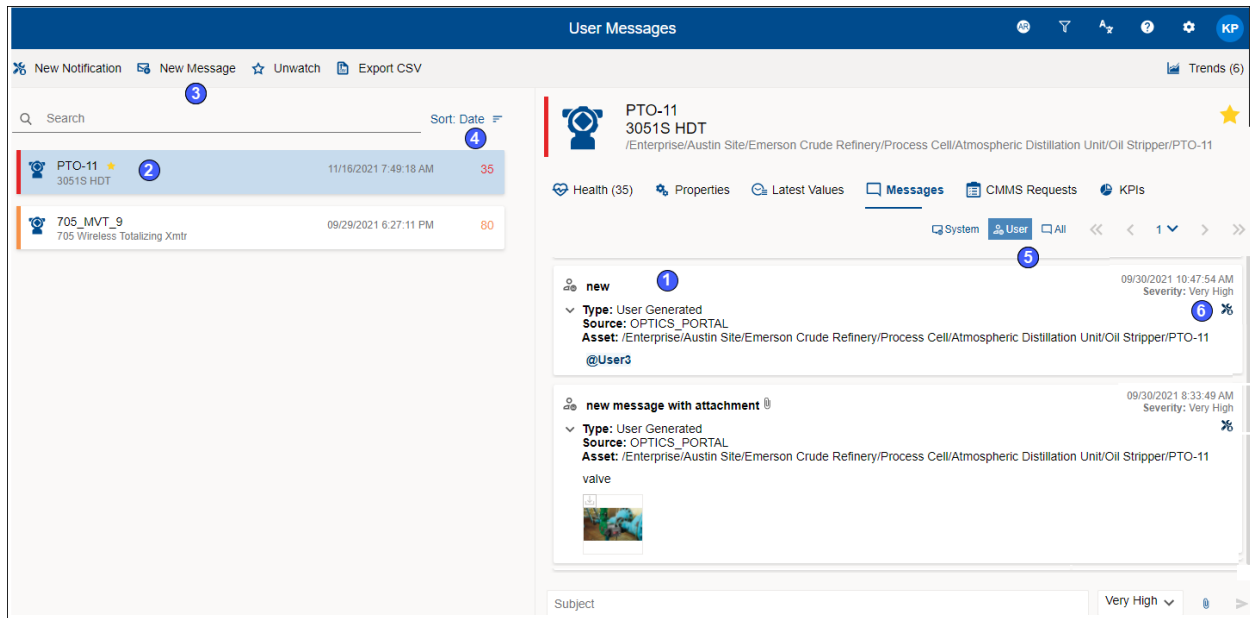 User Messages
AR
KP
New Notification
New Message
Unwatch
Export CSV
Trends (6)
3
Search
Sort: Date
4
PTO-11
2
11/16/2021 7:49:18 AM
35
3051S HDT
705_MVT_9
09/29/2021 6:27:11 PM
80
705 Wireless Totalizing Xmtr
PTO-11
3051S HDT
/Enterprise/Austin Site/Emerson Crude Refinery/Process Cell/Atmospheric Distillation Unit/Oil Stripper/PTO-11
Health (35)
Properties
Latest Values
Messages
CMMS Requests
KPIs
System
User
All
1
5
new
1
09/30/2021 10:47:54 AM
Severity: Very High
6
Type: User Generated
Source: OPTICS_PORTAL
Asset: /Enterprise/Austin Site/Emerson Crude Refinery/Process Cell/Atmospheric Distillation Unit/Oil Stripper/PTO-11
@User3
new message with attachment
09/30/2021 8:33:49 AM
Severity: Very High
Type: User Generated
Source: OPTICS_PORTAL
Asset: /Enterprise/Austin Site/Emerson Crude Refinery/Process Cell/Atmospheric Distillation Unit/Oil Stripper/PTO-11
valve
Subject
Very High